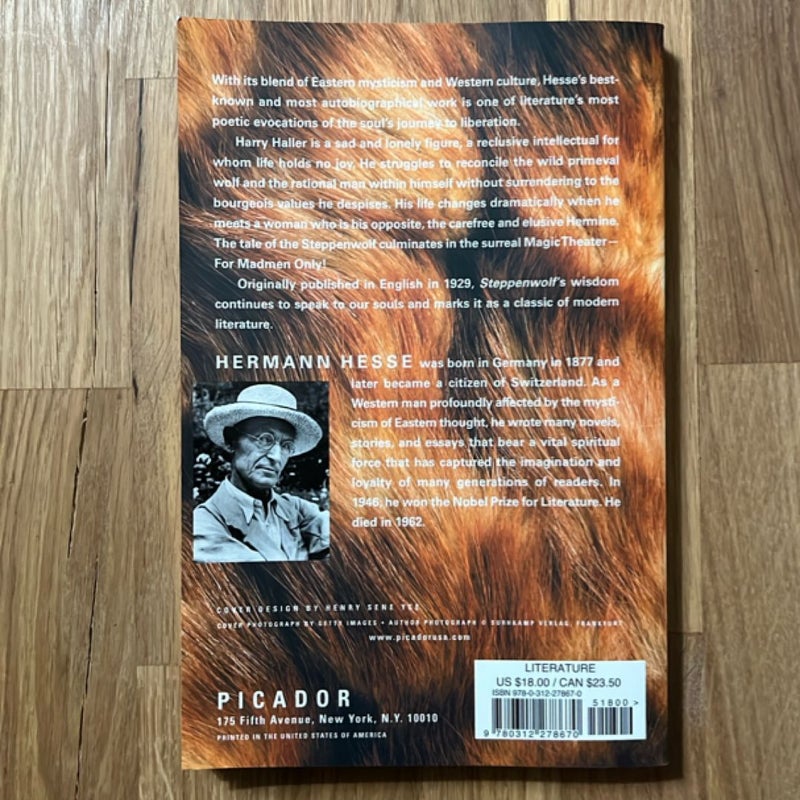 With its blend of Eastern mysticism and Western culture, Hesse's best-
known and most autobiographical work is one of literature's most
poetic evocations of the soul's journey to liberation.
Harry Haller is a sad and lonely figure, a reclusive intellectual for
whom life holds no joy. He struggles to reconcile the wild primeval
wolf and the rational man within himself without surrendering to the
bourgeois values he despises. His life changes dramatically when he
meets a woman who is his opposite, the carefree and elusive Hermine.
The tale of the Steppenwolf culminates in the surreal Magic Theater—
For Madmen Only!
Originally published in English in 1929, Steppenwolf's wisdom
continues to speak to our souls and marks it as a classic of modern
literature.
HERMANN HESSE was born in Germany in 1877 and
later became a citizen of Switzerland. As a
Western man profoundly affected by the mysti-
cism of Eastern thought, he wrote many novels,
stories, and essays that bear a vital spiritual
force that has captured the imagination and
loyalty of many generations of readers. In
1946, he won the Nobel Prize for Literature. He
died in 1962.
COVER DESIGN BY HENRY SENE YEE
COVER PHOTOGRAPH BY GETTY IMAGES • AUTHOR PHOTOGRAPH © SUHRKAMP VERLAG, FRANKFURT
www.picadorusa.com
PICADOR
175 Fifth Avenue, New York, N.Y. 10010
PRINTED IN THE UNITED STATES OF AMERICA
LITERATURE
US $18.00 / CAN $23.50
ISBN 978-0-312-27867-0
51800 >
9 780312 278670